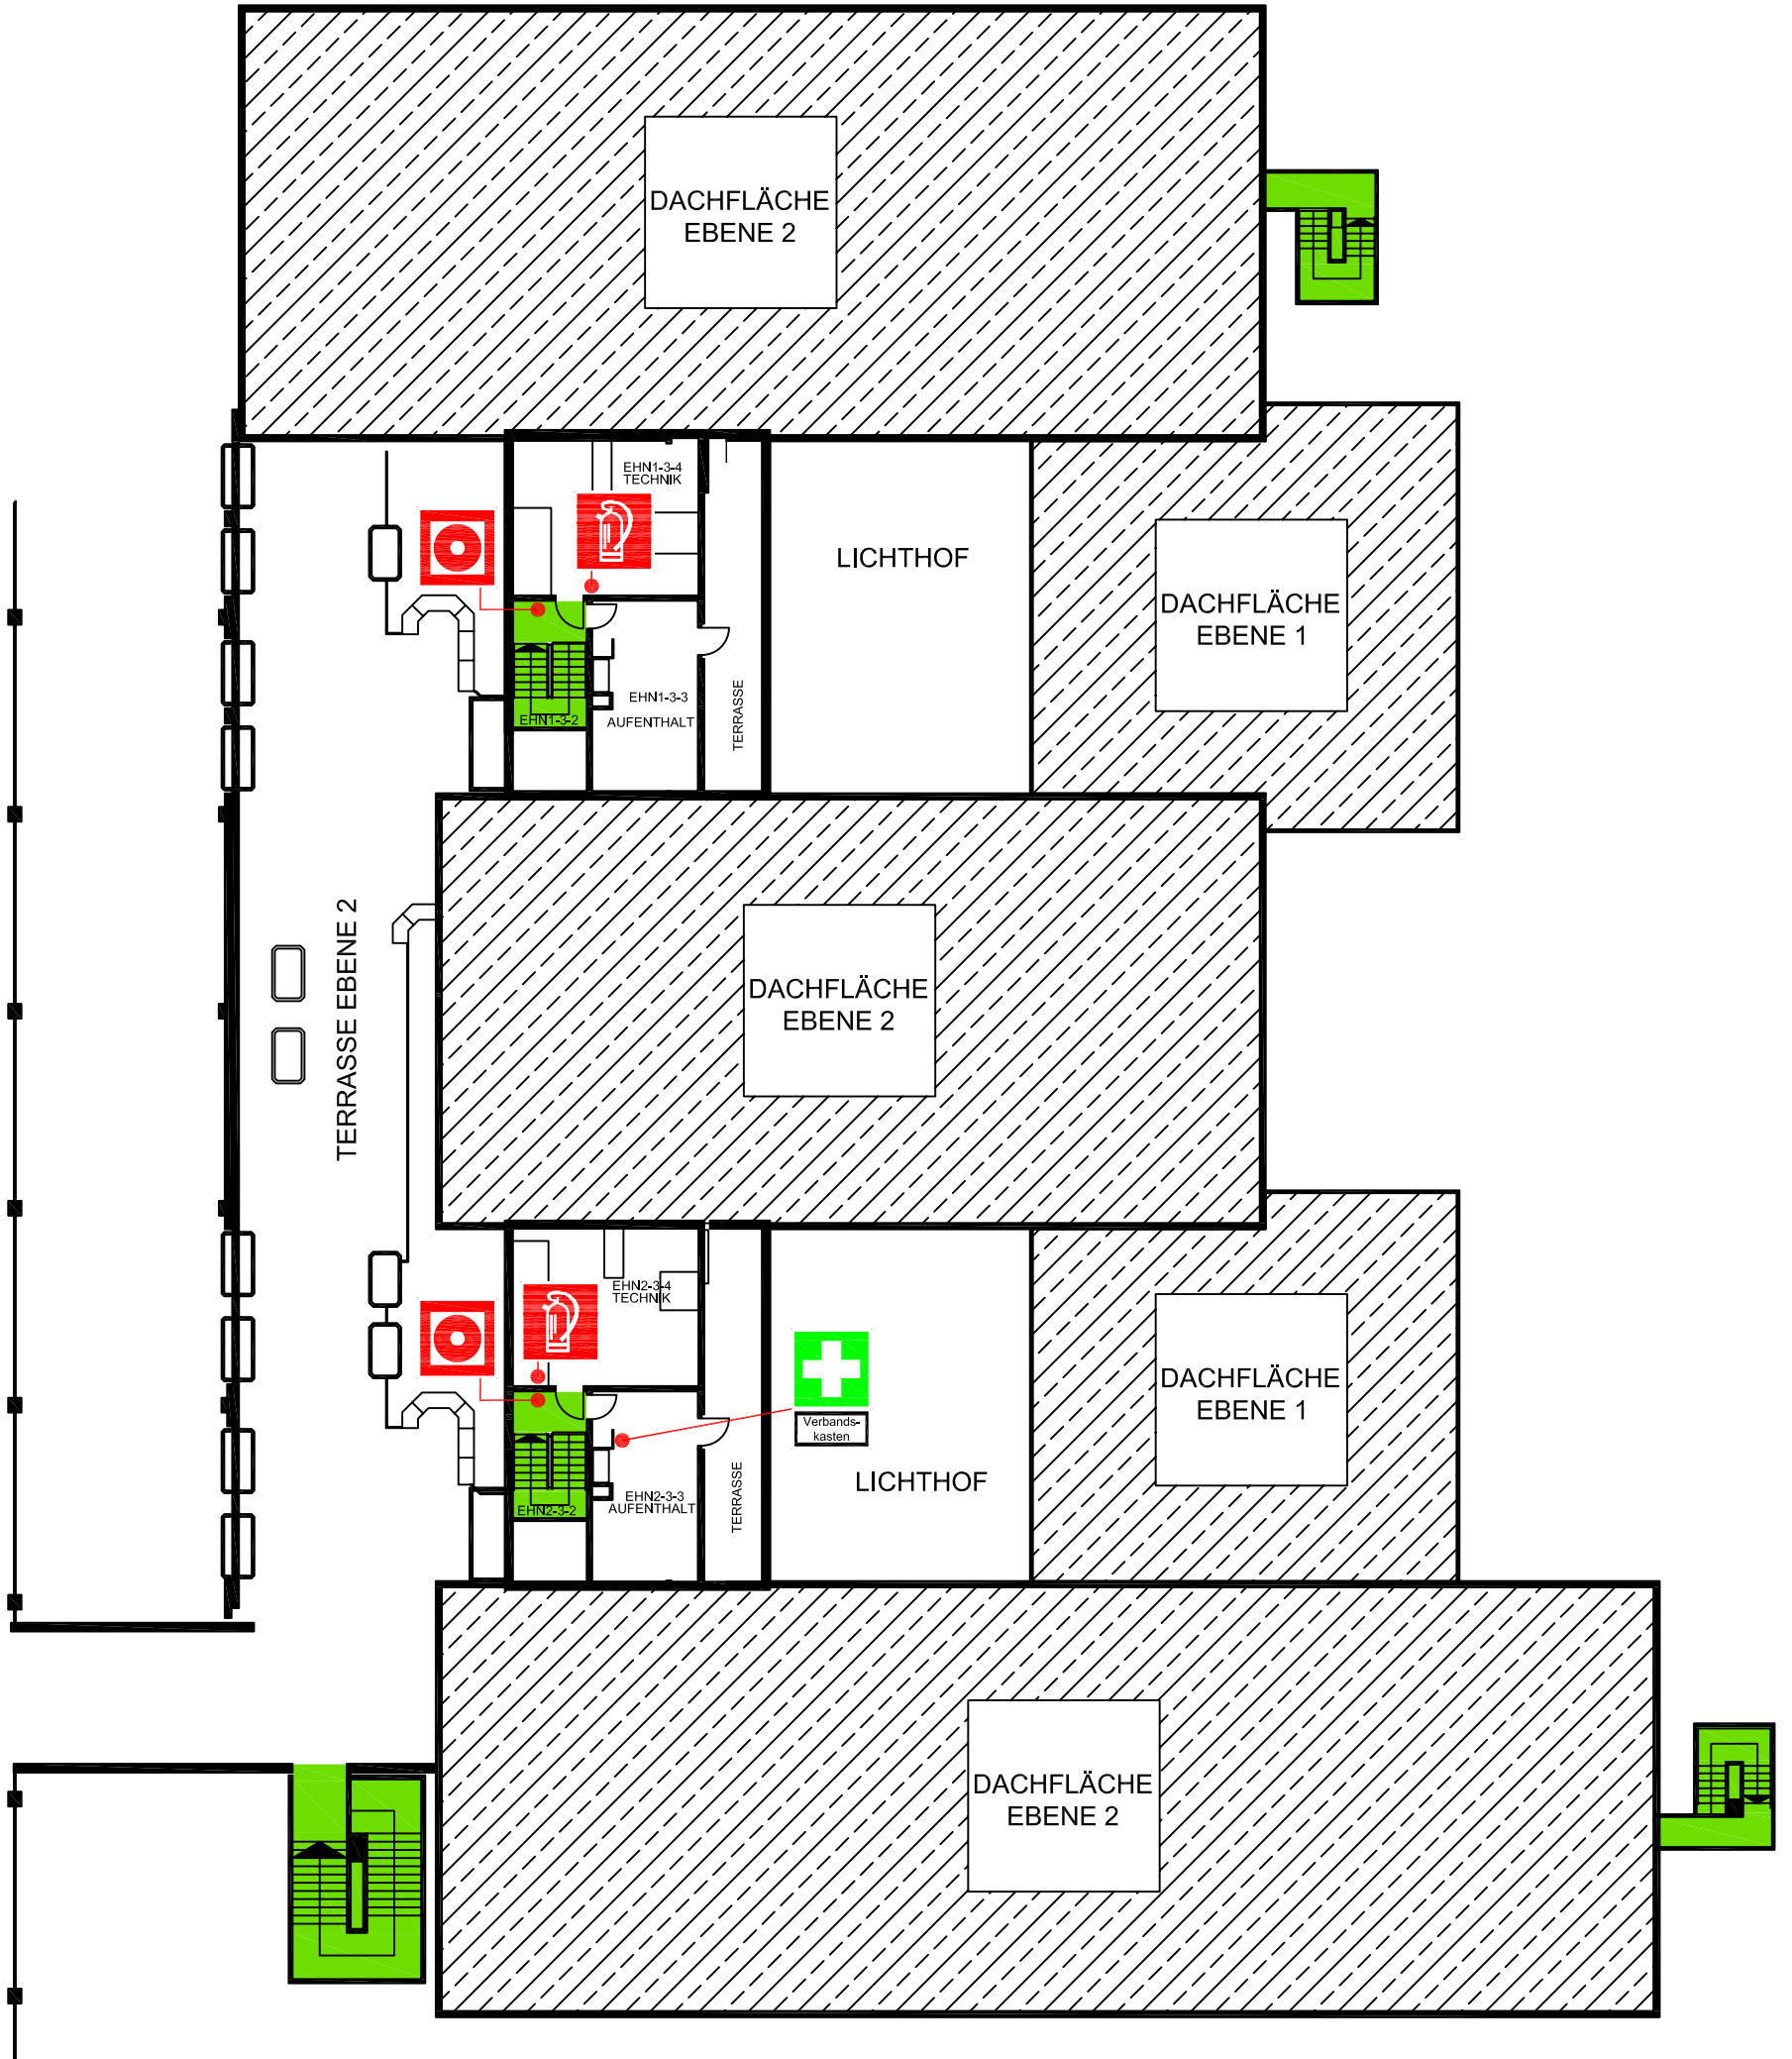 DACHFLÄCHE
EBENE 2
EHN1-3-4
TECHNIK
LICHTHOF
DACHFLÄCHE
EBENE 1
EHN1-3-3
AUFENTHALT
EHN1-3-2
TERRASSE
TERRASSE EBENE 2
DACHFLÄCHE
EBENE 2
EHN2-3-4
TECHNIK
DACHFLÄCHE
EBENE 1
Verbands-
kasten
LICHTHOF
EHN2-3-3
AUFENTHALT
EHN2-3-2
TERRASSE
DACHFLÄCHE
EBENE 2